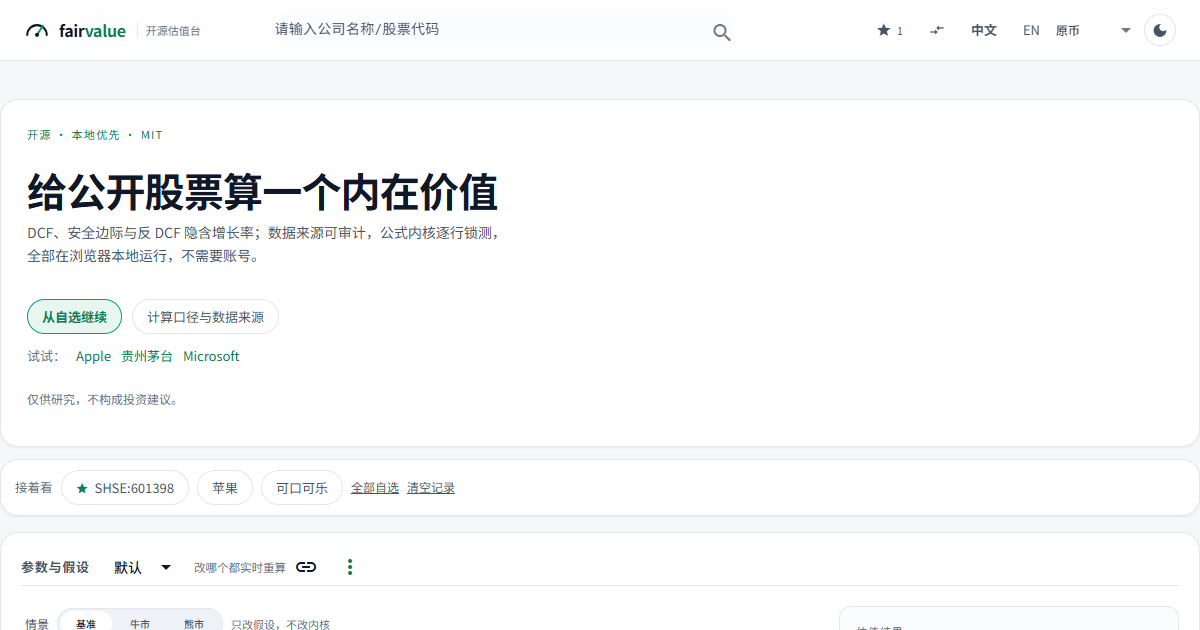 fairvalue 开源估值台 请输入公司名称/股票代码 1 中文 EN 原币
开源 · 本地优先 · MIT
给公开股票算一个内在价值
DCF、安全边际与反 DCF 隐含增长率；数据来源可审计，公式内核逐行锁测，
全部在浏览器本地运行，不需要账号。
从自选继续 计算口径与数据来源
试试： Apple 贵州茅台 Microsoft
仅供研究，不构成投资建议。
接着看 ★ SHSE:601398 苹果 可口可乐 全部自选 清空记录
参数与假设 默认 改哪个都实时重算
情景 基准 牛市 熊市 只改假设，不改内核